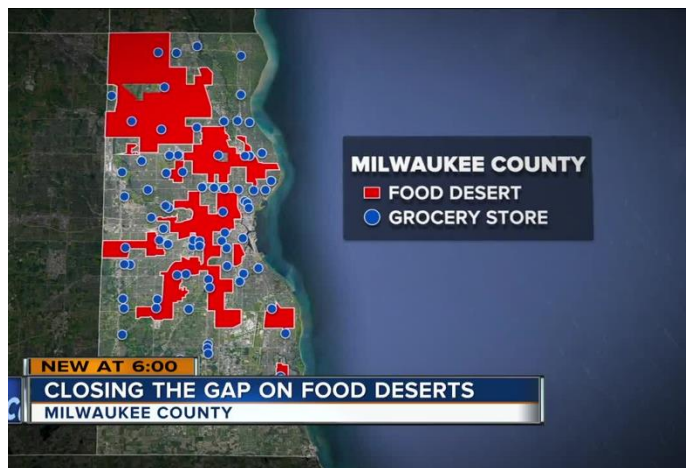 MILWAUKEE COUNTY
FOOD DESERT
GROCERY STORE
NEW AT 6:00
CLOSING THE GAP ON FOOD DESERTS
MILWAUKEE COUNTY